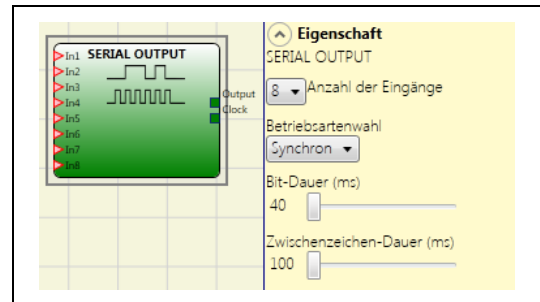 SERIAL OUTPUT
In1
In2
In3
In4
In5
In6
In7
In8
Output
Clock
Eigenschaft
SERIAL OUTPUT
8 Anzahl der Eingänge
Betriebsartenwahl
Synchron
Bit-Dauer (ms)
40
Zwischenzeichen-Dauer (ms)
100